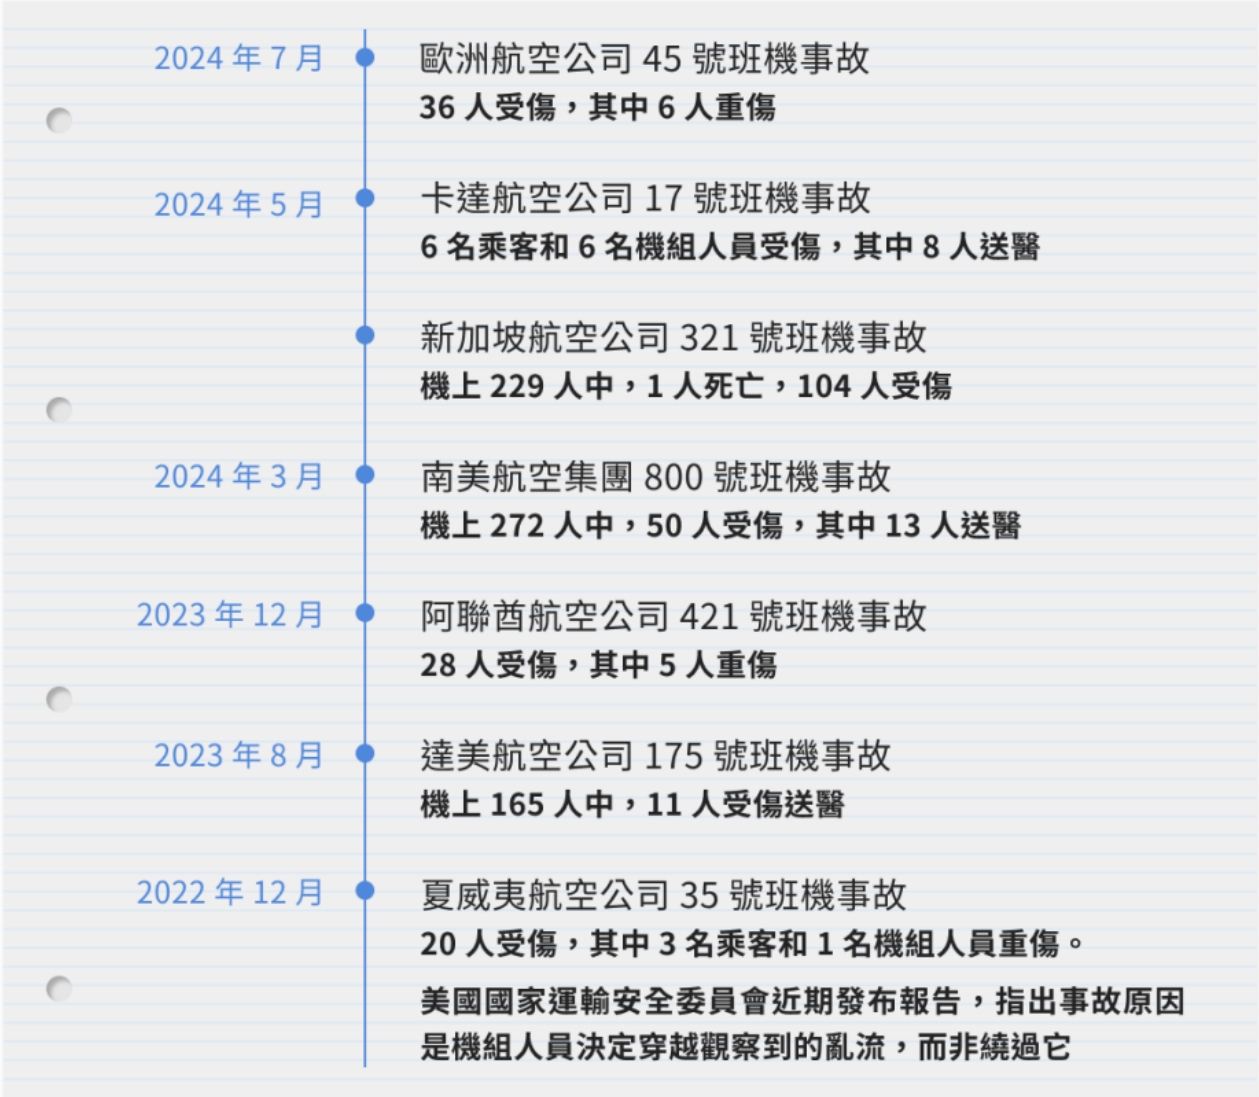 2024 年 7 月
歐洲航空公司 45 號班機事故
36 人受傷，其中 6 人重傷
2024 年 5 月
卡達航空公司 17 號班機事故
6 名乘客和 6 名機組人員受傷，其中 8 人送醫
新加坡航空公司 321 號班機事故
機上 229 人中，1 人死亡，104 人受傷
2024 年 3 月
南美航空集團 800 號班機事故
機上 272 人中，50 人受傷，其中 13 人送醫
2023 年 12 月
阿聯酋航空公司 421 號班機事故
28 人受傷，其中 5 人重傷
2023 年 8 月
達美航空公司 175 號班機事故
機上 165 人中，11 人受傷送醫
2022 年 12 月
夏威夷航空公司 35 號班機事故
20 人受傷，其中 3 名乘客和 1 名機組人員重傷。
美國國家運輸安全委員會近期發布報告，指出事故原因
是機組人員決定穿越觀察到的亂流，而非繞過它